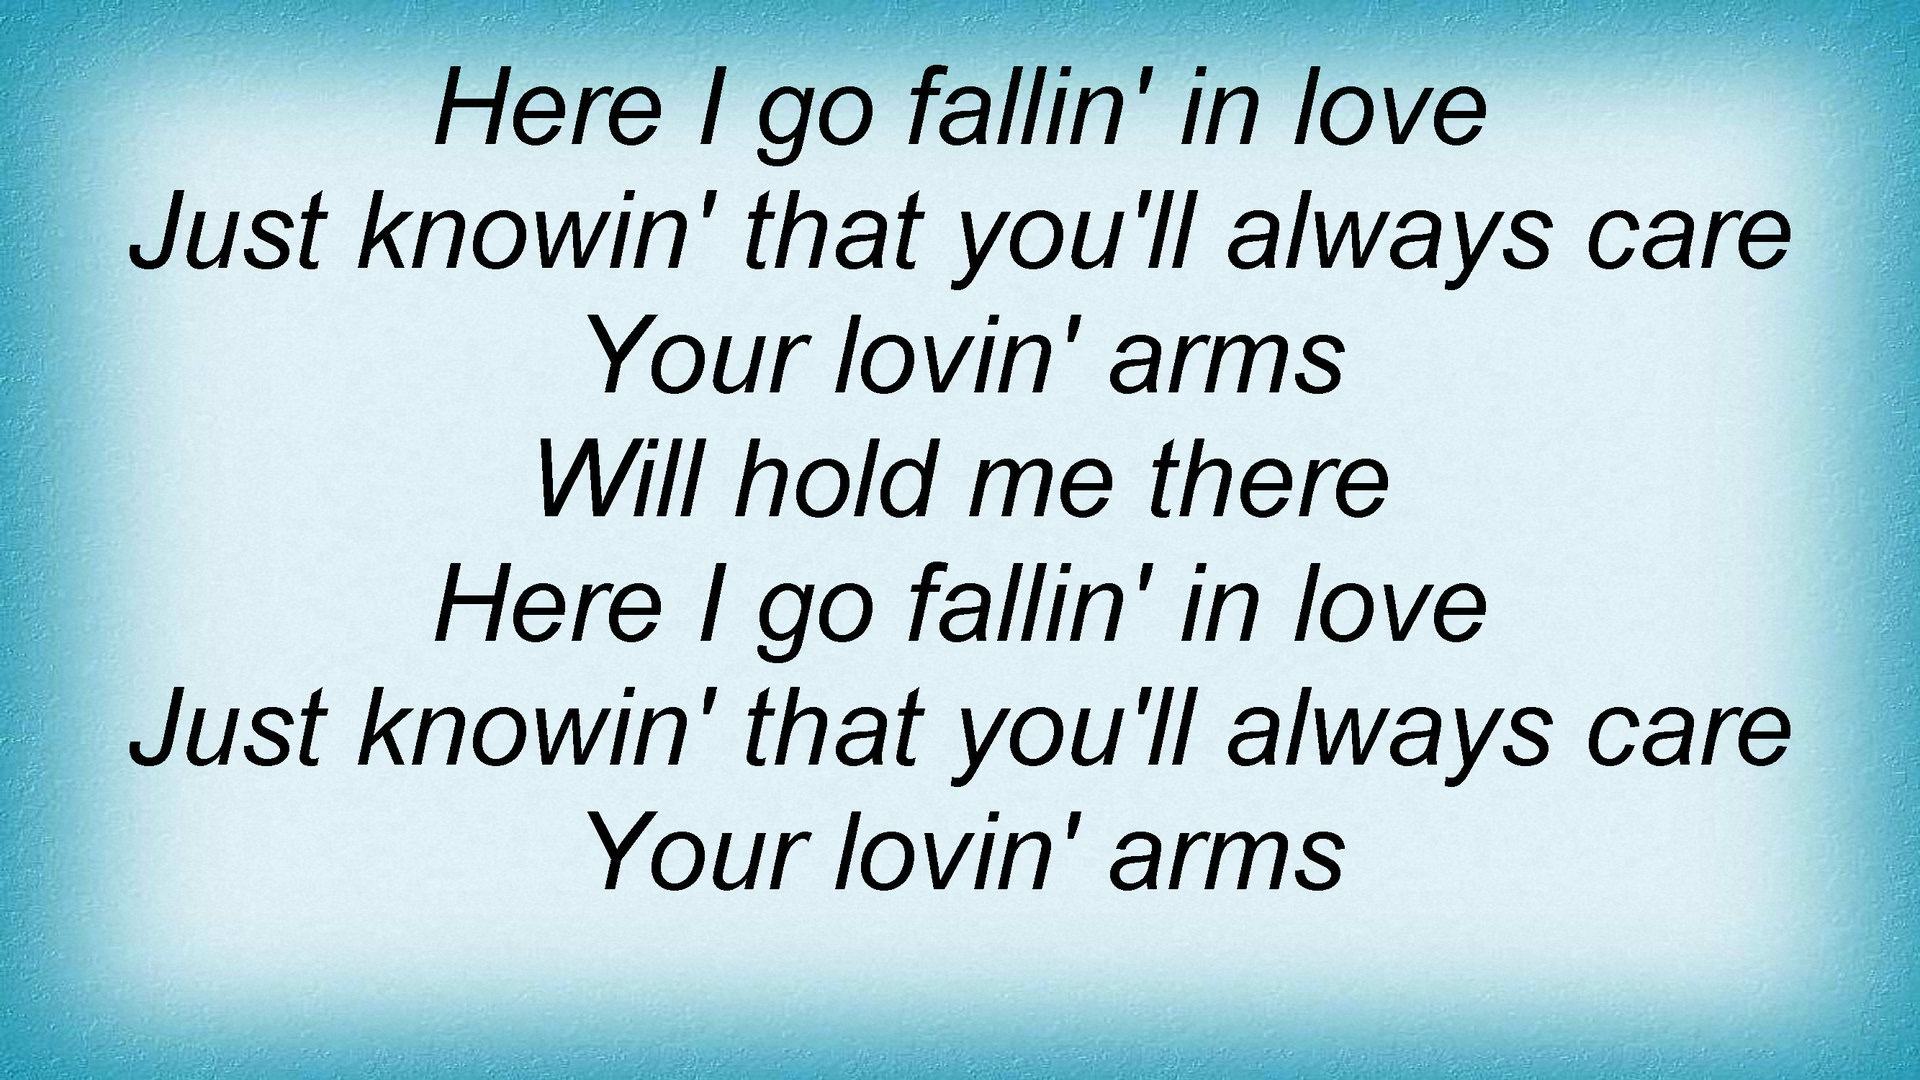 Here I go fallin' in love
Just knowin' that you'll always care
Your lovin' arms
Will hold me there
Here I go fallin' in love
Just knowin' that you'll always care
Your lovin' arms